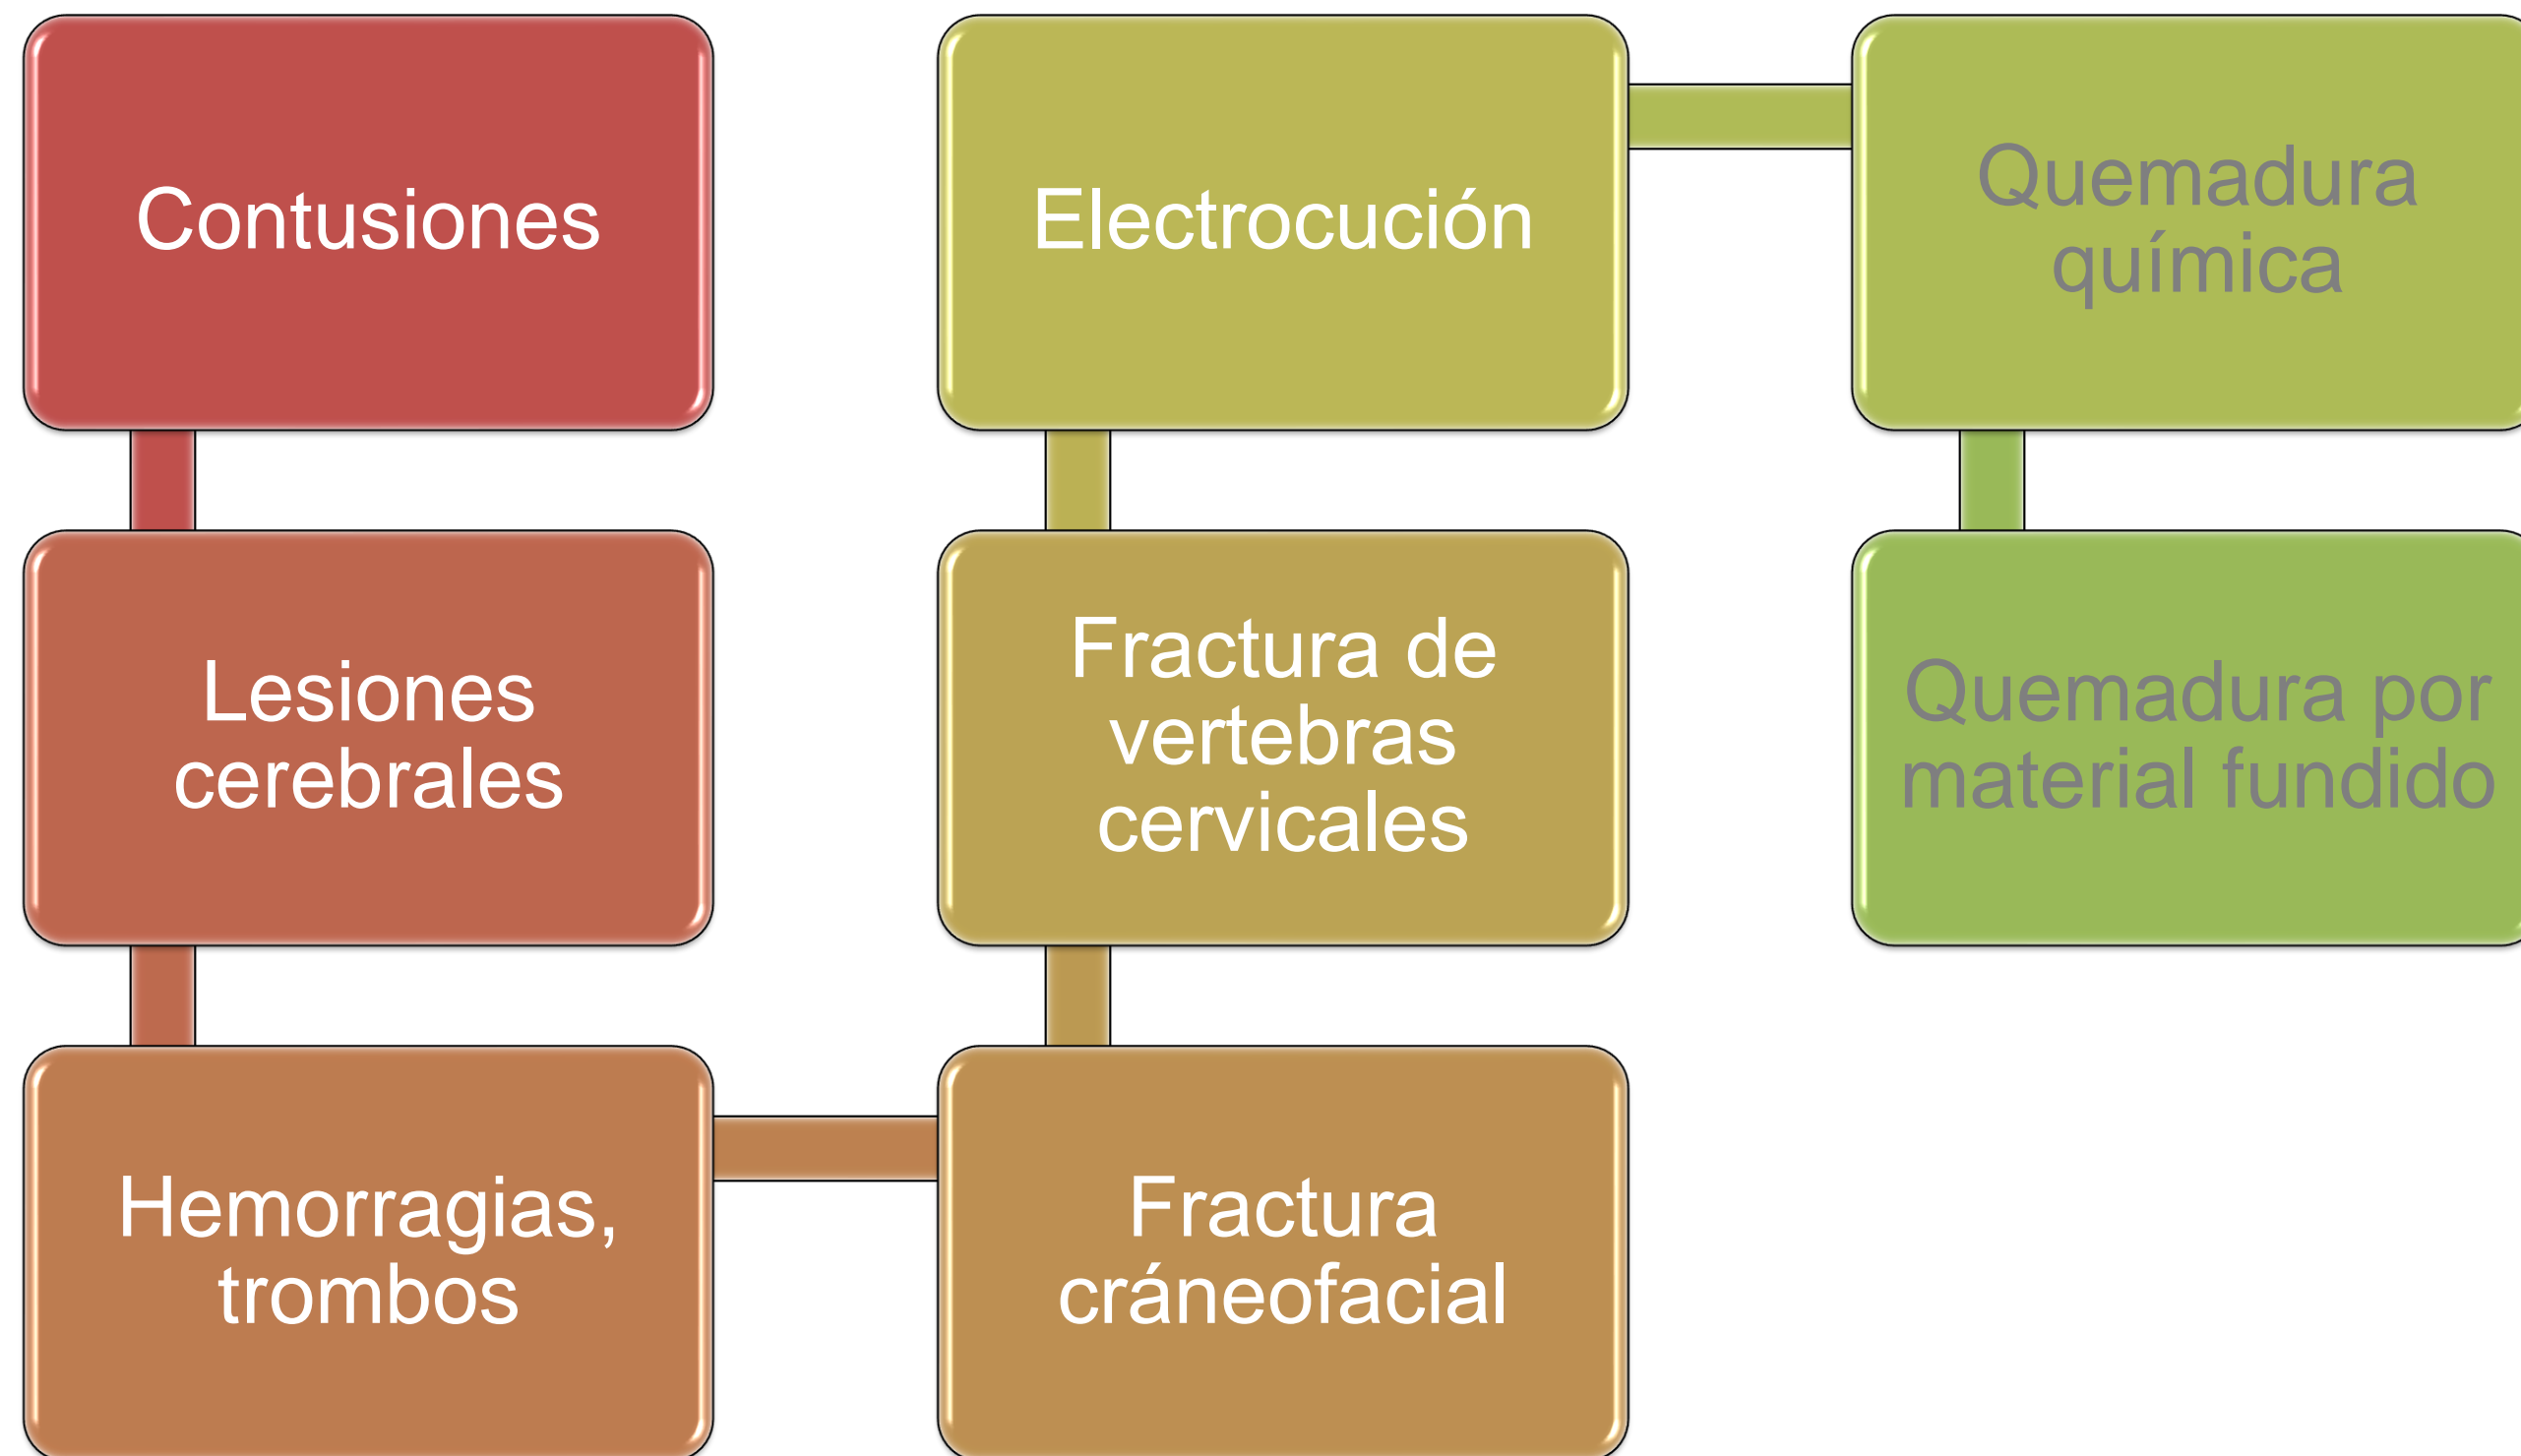 Contusiones
Lesiones
cerebrales
Hemorragias,
trombos
Fractura
cráneofacial
Fractura de
vertebras
cervicales
Electrocución
Quemadura
química
Quemadura por
material fundido